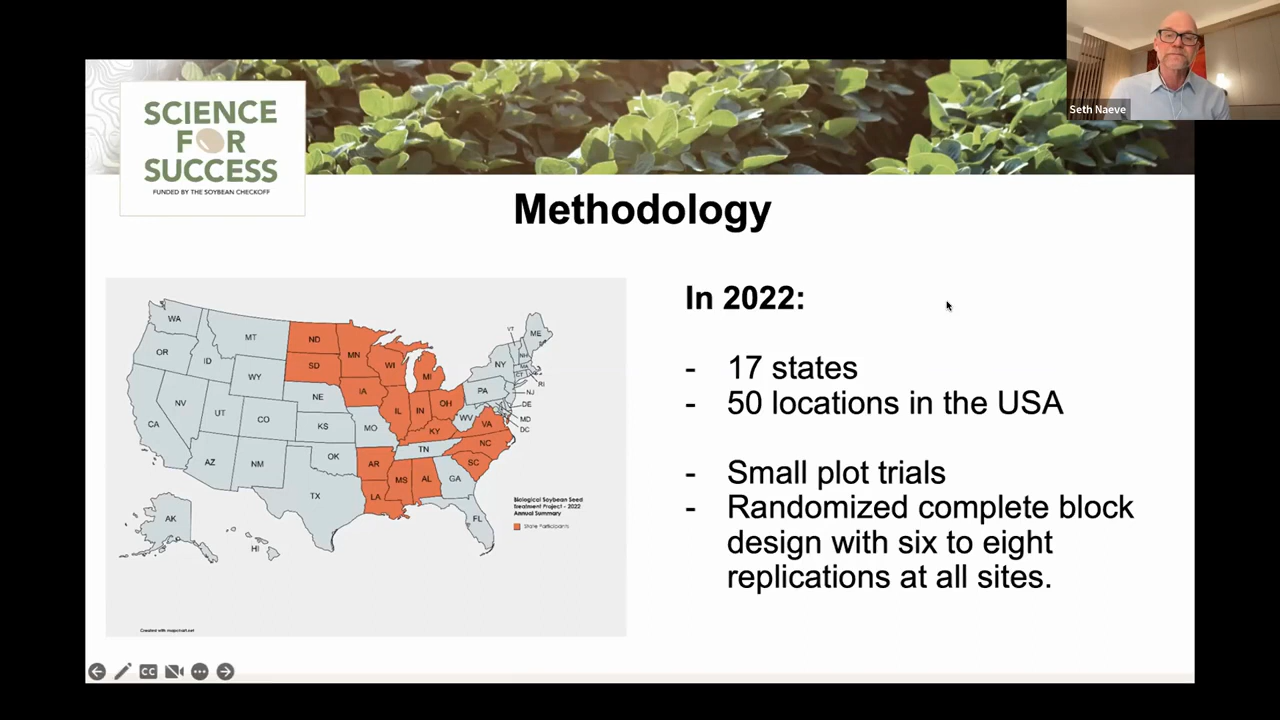 Seth Naeve
SCIENCE
FOR
SUCCESS
FUNDED BY THE SOYBEAN CHECKOFF
Methodology
In 2022:
- 17 states
- 50 locations in the USA
- Small plot trials
- Randomized complete block
design with six to eight
replications at all sites.
WA
MT
ND
MN
VT
ME
OR
ID
SD
WI
NH
MA
NY
WY
MI
CT
RI
NV
NE
IA
PA
NJ
UT
CO
IL
IN
OH
DE
CA
KS
MO
WV
VA
MD
DC
KY
AZ
NM
OK
AR
TN
NC
SC
TX
MS
AL
GA
LA
FL
AK
HI
Biological Soybean Seed
Treatment Project - 2022
Annual Summary
State Participants
Created with mapchart.net
CC